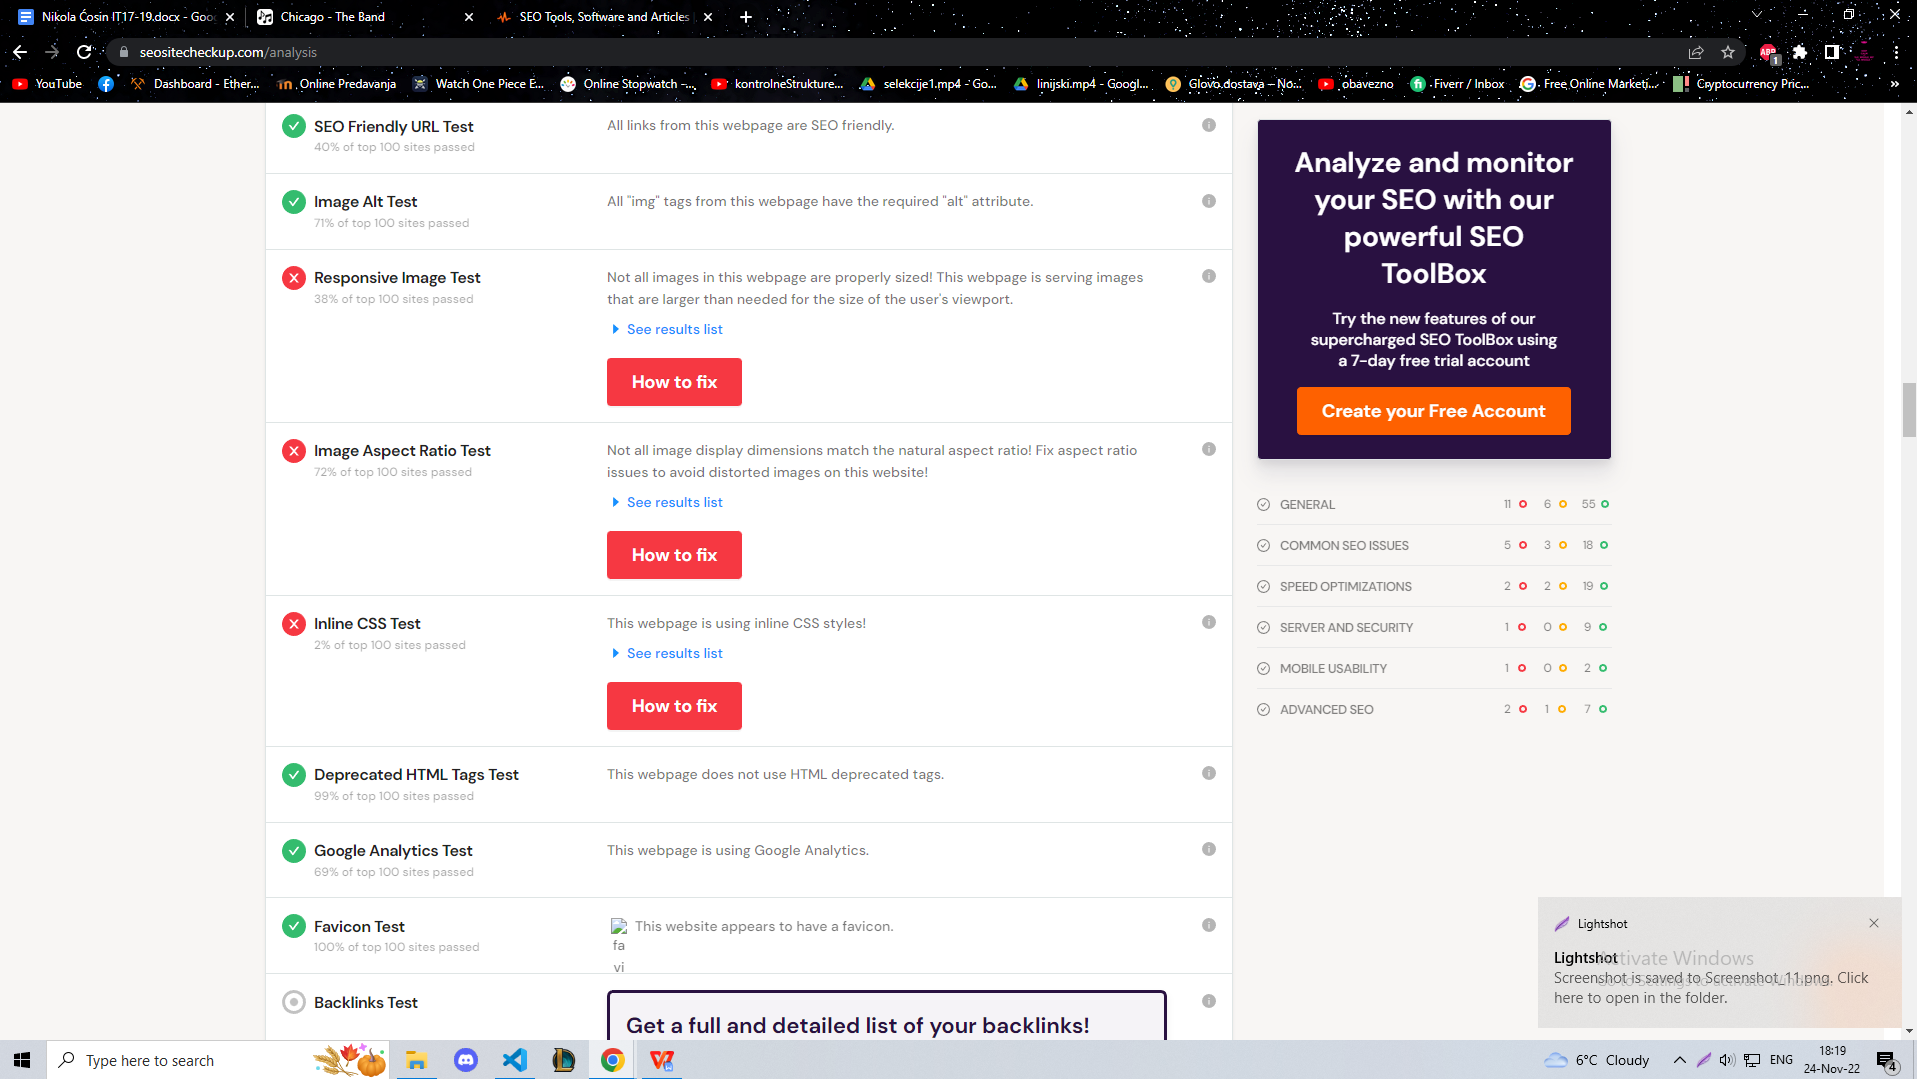 Nikola Ćosin IT17-19.docx - Goo
Chicago - The Band
SEO Tools, Software and Articles
seositecheckup.com/analysis
ABP
1
YouTube
Dashboard - Ether...
Online Predavanja
Watch One Piece E...
Online Stopwatch -...
kontrolneStrukture...
selekcije1.mp4 - Go...
linijski.mp4 - Googl...
Glovo dostava – No...
obavezno
Fiverr / Inbox
Free Online Marketi...
Cryptocurrency Pric...
»
SEO Friendly URL Test
40% of top 100 sites passed
All links from this webpage are SEO friendly.
Image Alt Test
71% of top 100 sites passed
All "img" tags from this webpage have the required "alt" attribute.
Responsive Image Test
38% of top 100 sites passed
Not all images in this webpage are properly sized! This webpage is serving images
that are larger than needed for the size of the user's viewport.
See results list
How to fix
Image Aspect Ratio Test
72% of top 100 sites passed
Not all image display dimensions match the natural aspect ratio! Fix aspect ratio
issues to avoid distorted images on this website!
See results list
How to fix
Inline CSS Test
2% of top 100 sites passed
This webpage is using inline CSS styles!
See results list
How to fix
Deprecated HTML Tags Test
99% of top 100 sites passed
This webpage does not use HTML deprecated tags.
Google Analytics Test
69% of top 100 sites passed
This webpage is using Google Analytics.
Favicon Test
100% of top 100 sites passed
This website appears to have a favicon.
fa
vi
Backlinks Test
Get a full and detailed list of your backlinks!
Analyze and monitor
your SEO with our
powerful SEO
ToolBox
Try the new features of our
supercharged SEO ToolBox using
a 7-day free trial account
Create your Free Account
GENERAL 11 6 55
COMMON SEO ISSUES 5 3 18
SPEED OPTIMIZATIONS 2 2 19
SERVER AND SECURITY 1 0 9
MOBILE USABILITY 1 0 2
ADVANCED SEO 2 1 7
Lightshot
Lightshot
Activate Windows
Go to Settings to activate Windows.
Screenshot is saved to Screenshot_11.png. Click
here to open in the folder.
Type here to search
6°C Cloudy
ENG
18:19
24-Nov-22
4